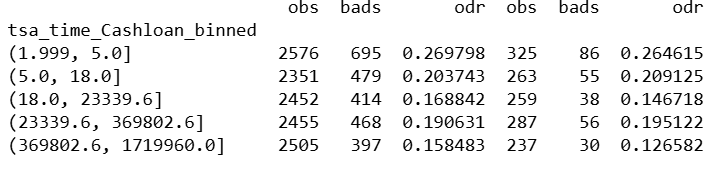 obs bads odr obs bads odr
tsa_time_Cashloan_binned
(1.999, 5.0] 2576 695 0.269798 325 86 0.264615
(5.0, 18.0] 2351 479 0.203743 263 55 0.209125
(18.0, 23339.6] 2452 414 0.168842 259 38 0.146718
(23339.6, 369802.6] 2455 468 0.190631 287 56 0.195122
(369802.6, 1719960.0] 2505 397 0.158483 237 30 0.126582